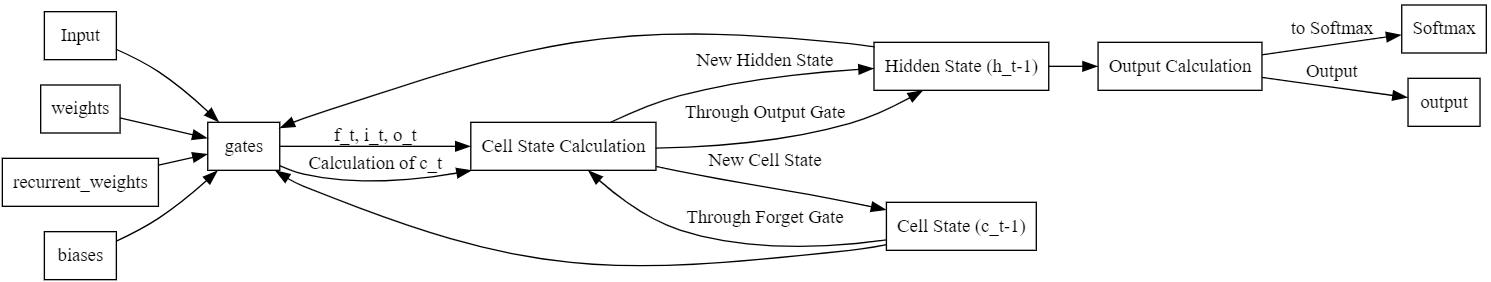 Input
weights
recurrent_weights
biases
gates
f_t, i_t, o_t
Calculation of c_t
Cell State Calculation
New Hidden State
Through Output Gate
New Cell State
Through Forget Gate
Hidden State (h_t-1)
Cell State (c_t-1)
Output Calculation
to Softmax
Output
Softmax
output